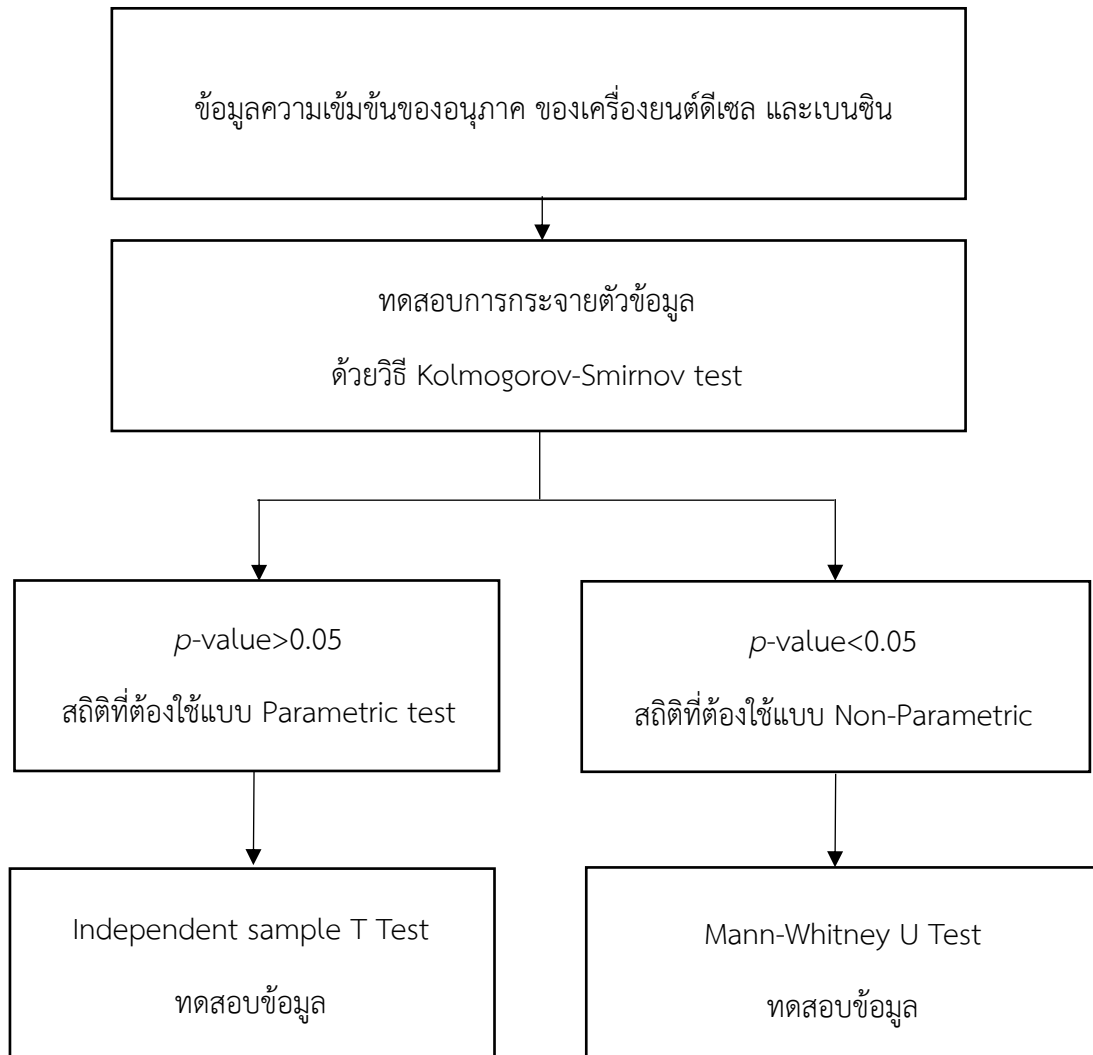 ข้อมูลความเข้มข้นของอนุภาค ของเครื่องยนต์ดีเซล และเบนซิน
ทดสอบการกระจายตัวข้อมูล
ด้วยวิธี Kolmogorov-Smirnov test
p-value>0.05
สถิติที่ต้องใช้แบบ Parametric test
p-value<0.05
สถิติที่ต้องใช้แบบ Non-Parametric
Independent sample T Test
ทดสอบข้อมูล
Mann-Whitney U Test
ทดสอบข้อมูล